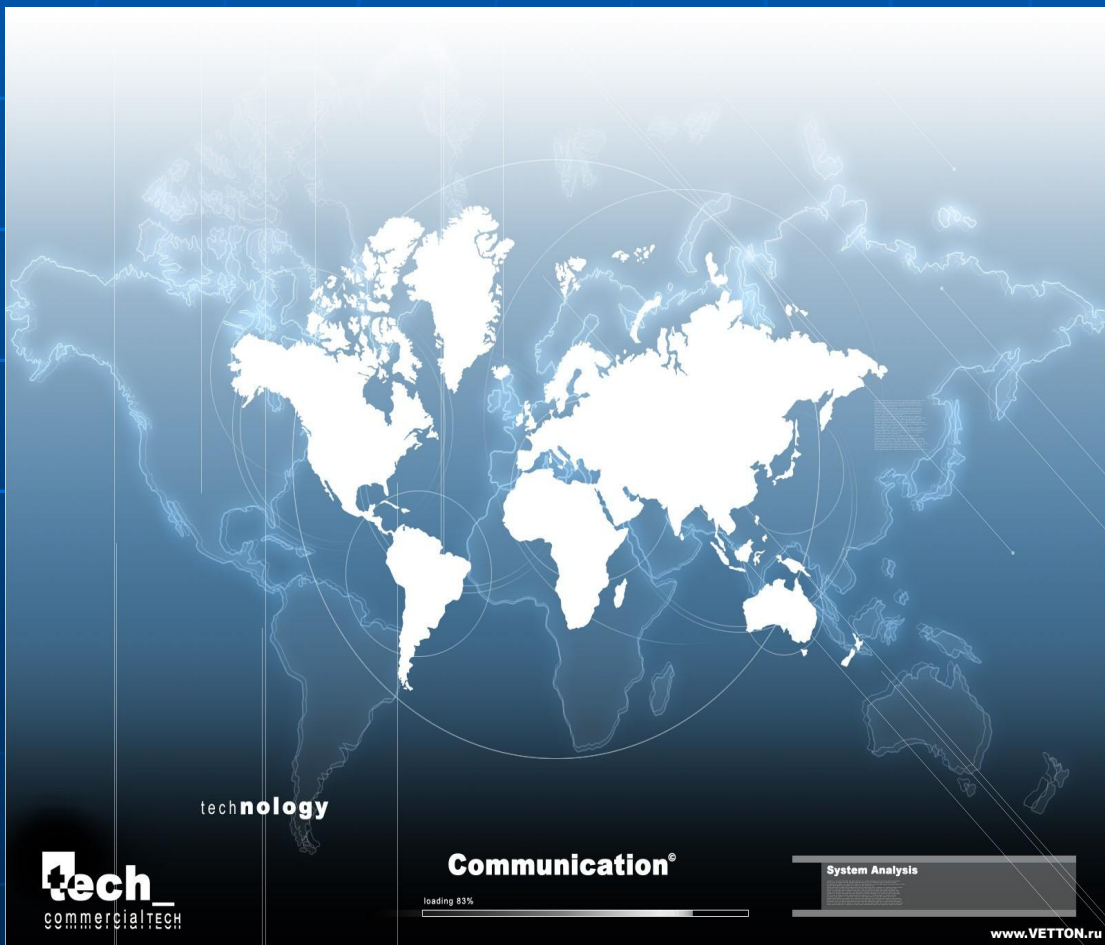 technology
tech_
commercialTECH
Communication©
loading 83%
System Analysis
www.VETTON.ru